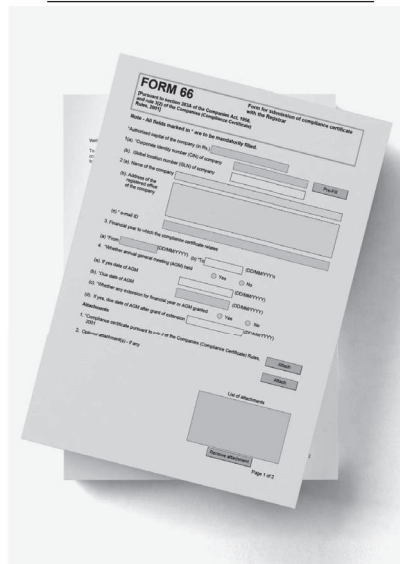 FORM 66
[Pursuant to section 383A of the Companies Act, 1956,
and rule 3(2) of the Companies (Compliance Certificate)
Rules, 2001]
Form for submission of compliance certificate
with the Registrar
Note - All fields marked in * are to be mandatorily filled.
*Authorised capital of the company (in Rs.)
1(a). *Corporate identity number (CIN) of company
(b). Global location number (GLN) of company
Pre-Fill
2 (a). Name of the company
(b). Address of the
registered office
of the company
(c) * e-mail ID
3. Financial year to which the compliance certificate relates
(a) *From (DD/MM/YYYY) (b) *To (DD/MM/YYYY)
4. *Whether annual general meeting (AGM) held Yes No
(a). If yes date of AGM (DD/MM/YYYY)
(b). *Due date of AGM (DD/MM/YYYY)
(c). *Whether any extension for financial year or AGM granted Yes No
(d). If yes, due date of AGM after grant of extension (DD/MM/YYYY)
Attachments
1. *Compliance certificate pursuant to of the Companies (Compliance Certificate) Rules,
2001
Attach
2. Optional attachment(s) - if any
Attach
List of attachments
Remove attachment
Page 1 of 2